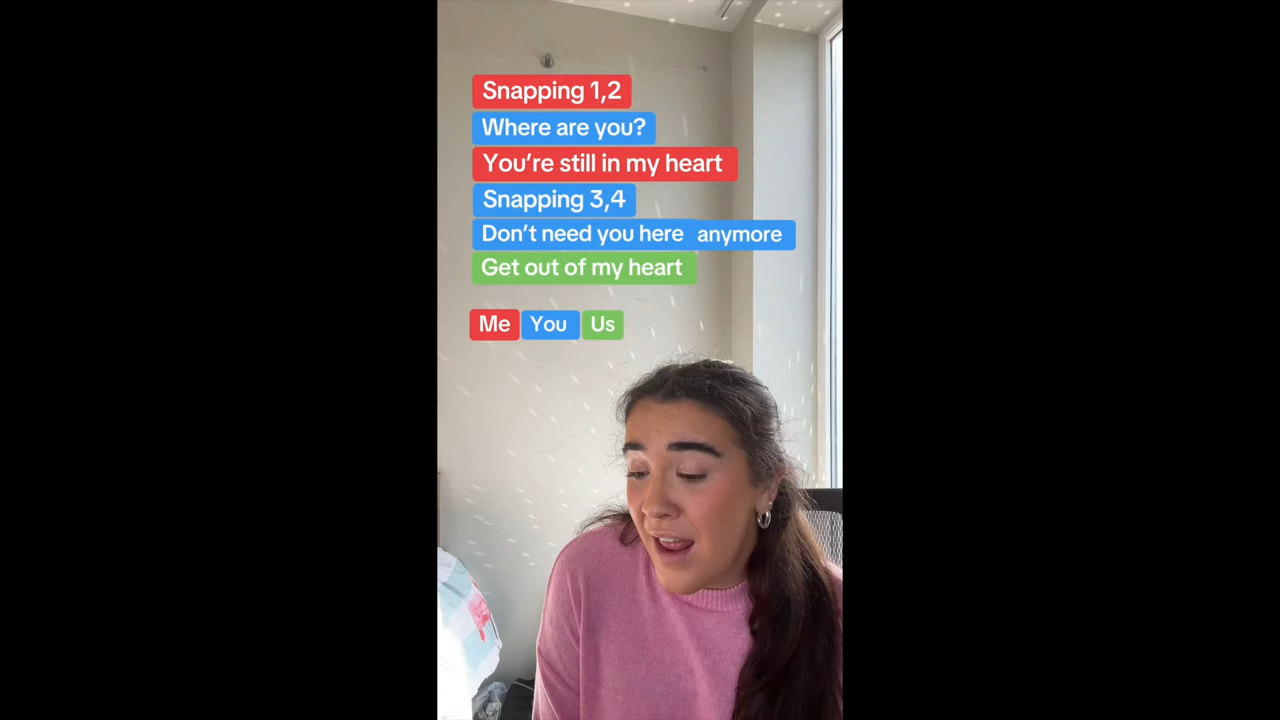 Snapping 1,2
Where are you?
You’re still in my heart
Snapping 3,4
Don’t need you here anymore
Get out of my heart
Me You Us